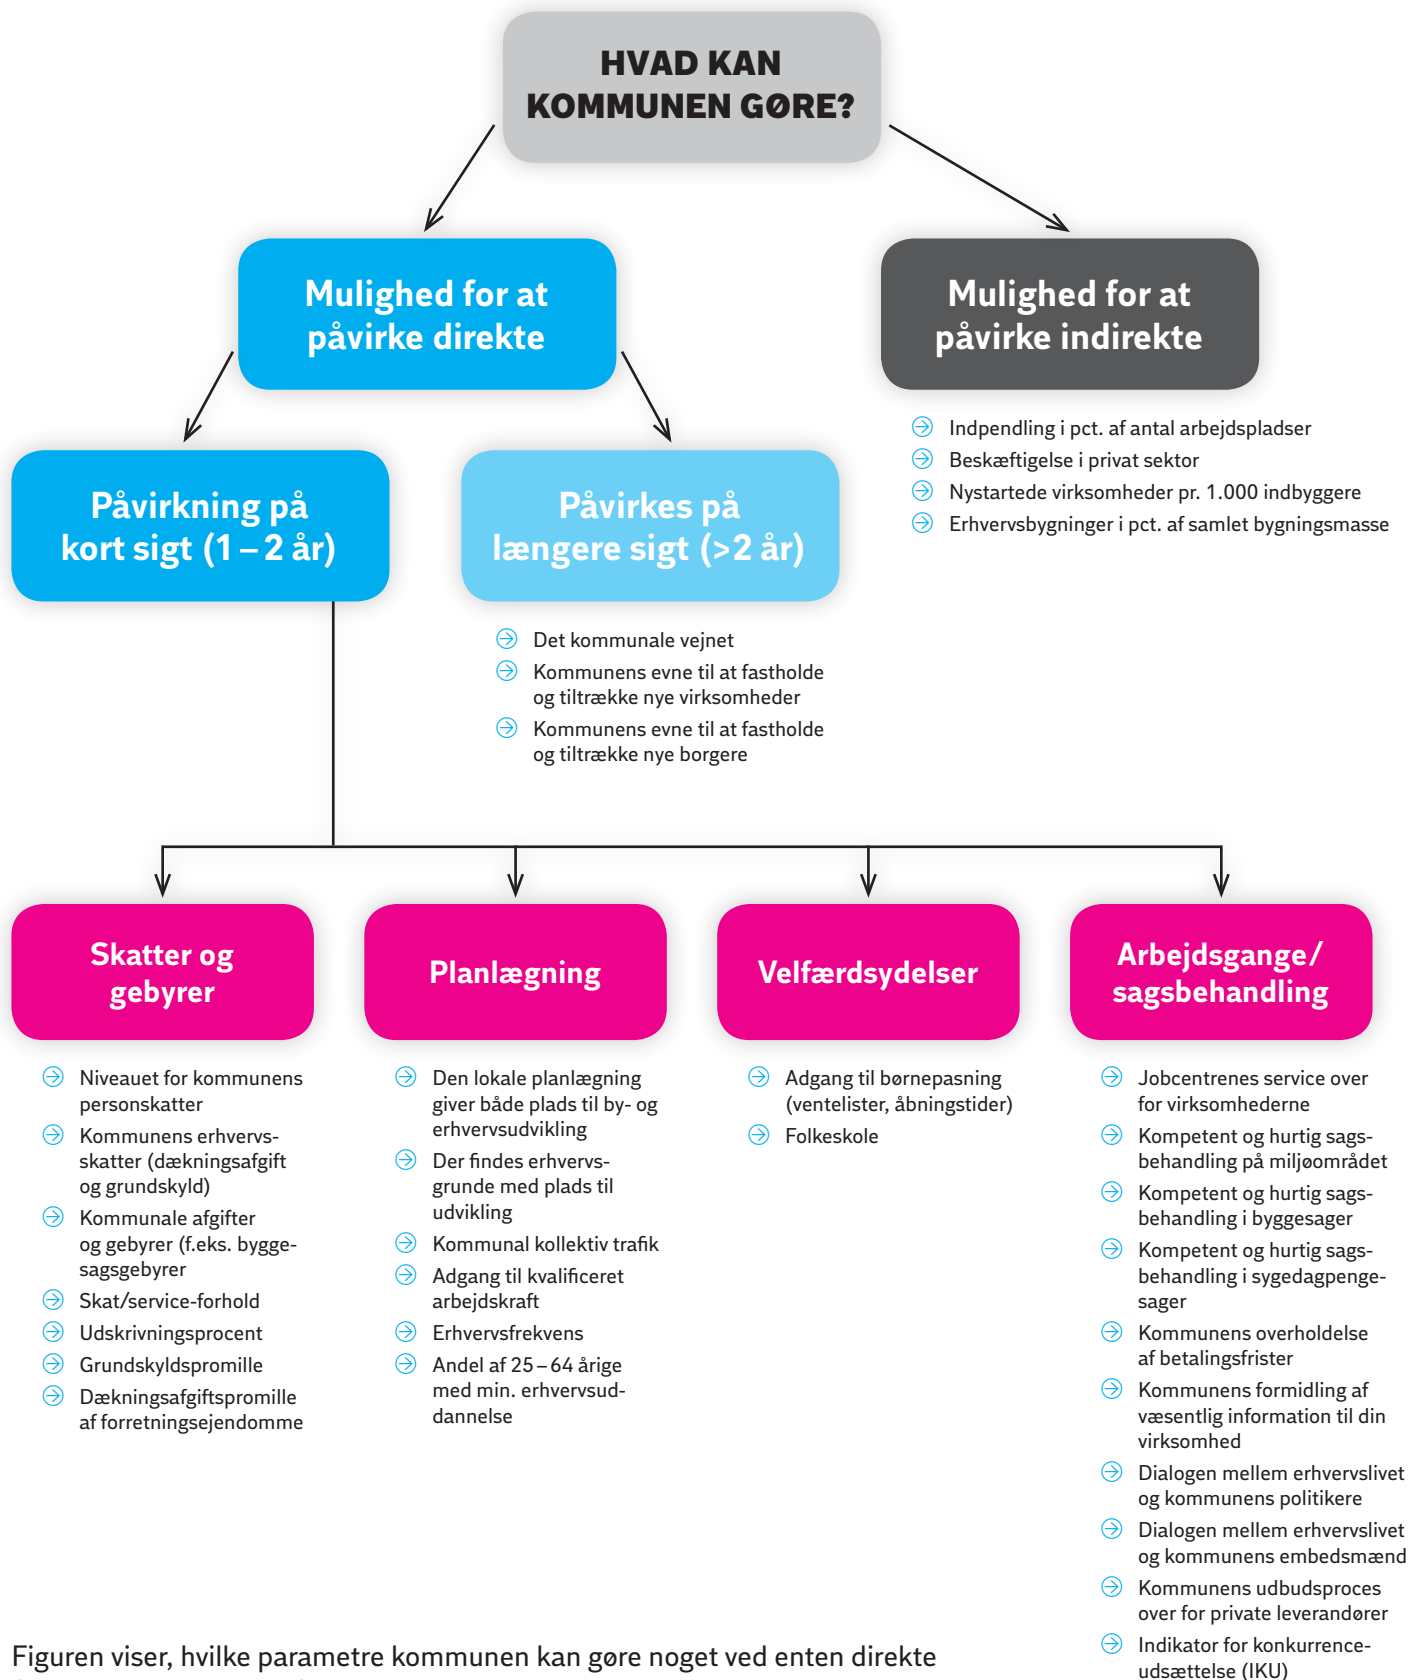 HVAD KAN
KOMMUNEN GØRE?
Mulighed for at
påvirke direkte
Mulighed for at
påvirke indirekte
Indpendling i pct. af antal arbejdspladser
Beskæftigelse i privat sektor
Nystartede virksomheder pr. 1.000 indbyggere
Erhvervsbygninger i pct. af samlet bygningsmasse
Påvirkning på
kort sigt (1 – 2 år)
Påvirkes på
længere sigt (>2 år)
Det kommunale vejnet
Kommunens evne til at fastholde
og tiltrække nye virksomheder
Kommunens evne til at fastholde
og tiltrække nye borgere
Skatter og
gebyrer
Niveauet for kommunens
personskatter
Kommunens erhvervs-
skatter (dækningsafgift
og grundskyld)
Kommunale afgifter
og gebyrer (f.eks. bygge-
sagsgebyrer
Skat/service-forhold
Udskrivningsprocent
Grundskyldspromille
Dækningsafgiftspromille
af forretningsejendomme
Planlægning
Den lokale planlægning
giver både plads til by- og
erhvervsudvikling
Der findes erhvervs-
grunde med plads til
udvikling
Kommunal kollektiv trafik
Adgang til kvalificeret
arbejdskraft
Erhvervsfrekvens
Andel af 25 – 64 årige
med min. erhvervsud-
dannelse
Velfærdsydelser
Adgang til børnepasning
(ventelister, åbningstider)
Folkeskole
Arbejdsgange/
sagsbehandling
Jobcentrenes service over
for virksomhederne
Kompetent og hurtig sags-
behandling på miljøområdet
Kompetent og hurtig sags-
behandling i byggesager
Kompetent og hurtig sags-
behandling i sygedagpenge-
sager
Kommunens overholdelse
af betalingsfrister
Kommunens formidling af
væsentlig information til din
virksomhed
Dialogen mellem erhvervslivet
og kommunens politikere
Dialogen mellem erhvervslivet
og kommunens embedsmænd
Kommunens udbudsproces
over for private leverandører
Indikator for konkurrence-
udsættelse (IKU)
Figuren viser, hvilke parametre kommunen kan gøre noget ved enten direkte